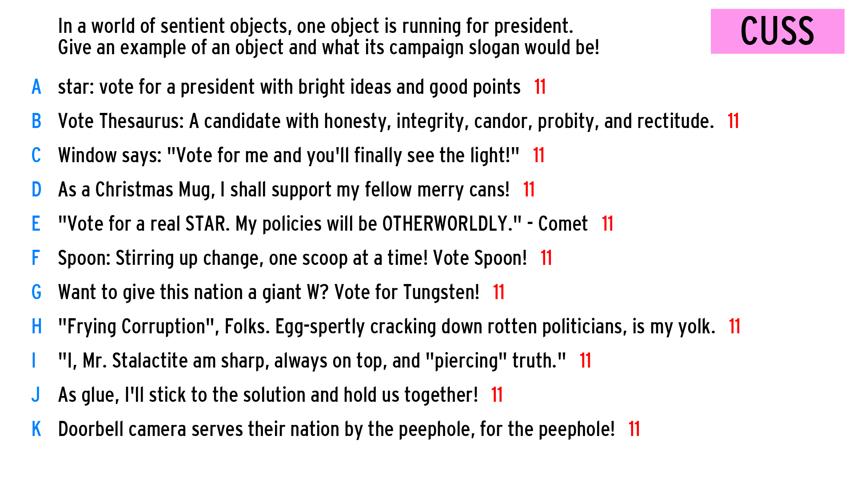 In a world of sentient objects, one object is running for president.
Give an example of an object and what its campaign slogan would be!
CUSS
A star: vote for a president with bright ideas and good points 11
B Vote Thesaurus: A candidate with honesty, integrity, candor, probity, and rectitude. 11
C Window says: "Vote for me and you'll finally see the light!" 11
D As a Christmas Mug, I shall support my fellow merry cans! 11
E "Vote for a real STAR. My policies will be OTHERWORLDLY." - Comet 11
F Spoon: Stirring up change, one scoop at a time! Vote Spoon! 11
G Want to give this nation a giant W? Vote for Tungsten! 11
H "Frying Corruption", Folks. Egg-spertly cracking down rotten politicians, is my yolk. 11
I "I, Mr. Stalactite am sharp, always on top, and "piercing" truth." 11
J As glue, I'll stick to the solution and hold us together! 11
K Doorbell camera serves their nation by the peephole, for the peephole! 11